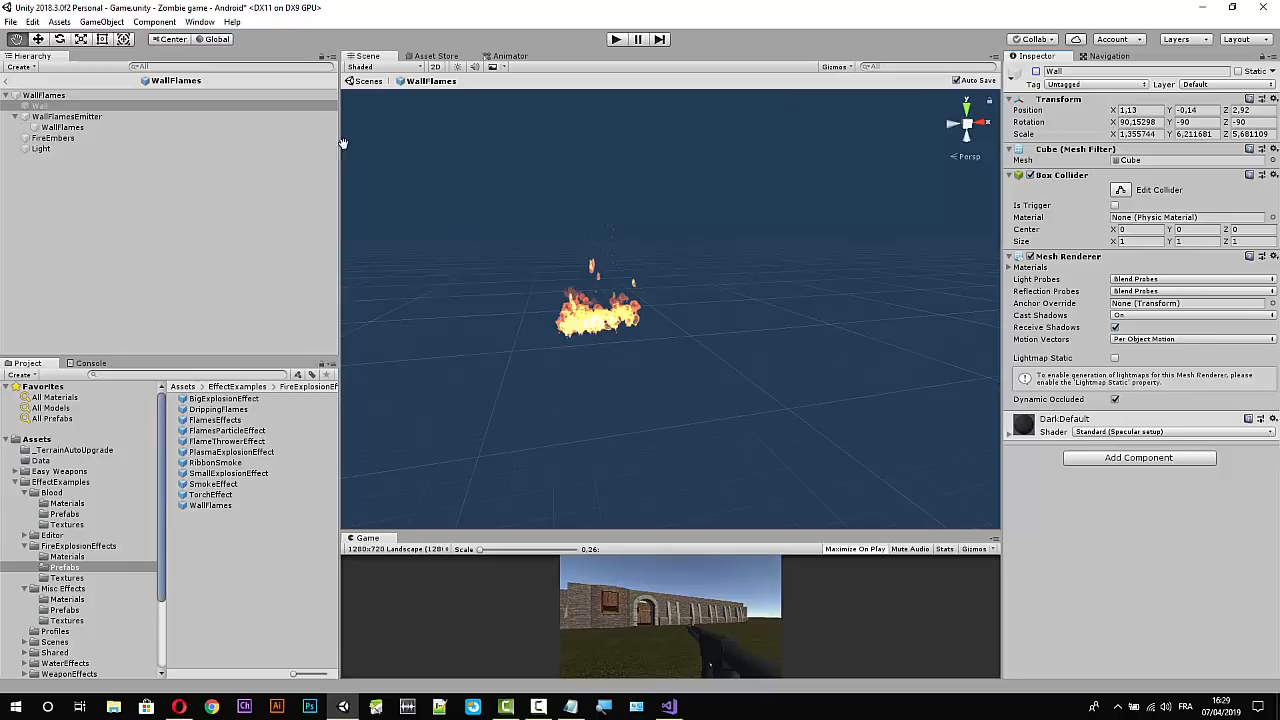 Unity 2018.3.0f2 Personal - Game.unity - Zombie game - Android* <DX11 on DX9 GPU>
File Edit Assets GameObject Component Window Help
Center Global Collab Account Layers Layout
Hierarchy Scene Asset Store Animator Inspector Navigation
Create All Shaded 2D Gizmos All
WallFlames Scenes WallFlames Auto Save
WallFlames
Wall
WallFlamesEmitter
WallFlames
FireEmbers
Light
y
x
Persp
Wall Static
Tag Untagged Layer Default
Transform
Position X 1,13 Y -0,14 Z 2,92
Rotation X 90,15298 Y -90 Z -90
Scale X 1,355744 Y 6,211681 Z 5,681109
Cube (Mesh Filter)
Mesh Cube
Box Collider
Edit Collider
Is Trigger
Material None (Physic Material)
Center X 0 Y 0 Z 0
Size X 1 Y 1 Z 1
Mesh Renderer
Materials
Light Probes Blend Probes
Reflection Probes Blend Probes
Anchor Override None (Transform)
Cast Shadows On
Receive Shadows
Motion Vectors Per Object Motion
Lightmap Static
To enable generation of lightmaps for this Mesh Renderer, please
enable the 'Lightmap Static' property.
Dynamic Occluded
Dark:Default
Shader Standard (Specular setup)
Add Component
Project Console
Create
Favorites
All Materials
All Models
All Prefabs
Assets
_TerrainAutoUpgrade
Data
Easy Weapons
EffectExamples
Blood
Materials
Prefabs
Textures
Editor
FireExplosionEffects
Materials
Prefabs
Textures
Misc Effects
Materials
Prefabs
Textures
Profiles
Scenes
Shared
WaterEffects
WeaponEffects
Assets EffectExamples FireExplosionEf
BigExplosionEffect
DrippingFlames
FlamesEffects
FlamesParticleEffect
FlameThrowerEffect
PlasmaExplosionEffect
RibbonSmoke
SmallExplosionEffect
SmokeEffect
TorchEffect
WallFlames
Game
1280x720 Landscape (128( Scale 0.26: Maximize On Play Mute Audio Stats Gizmos
Ch Ai Ps
FRA 16:29
07/04/2019